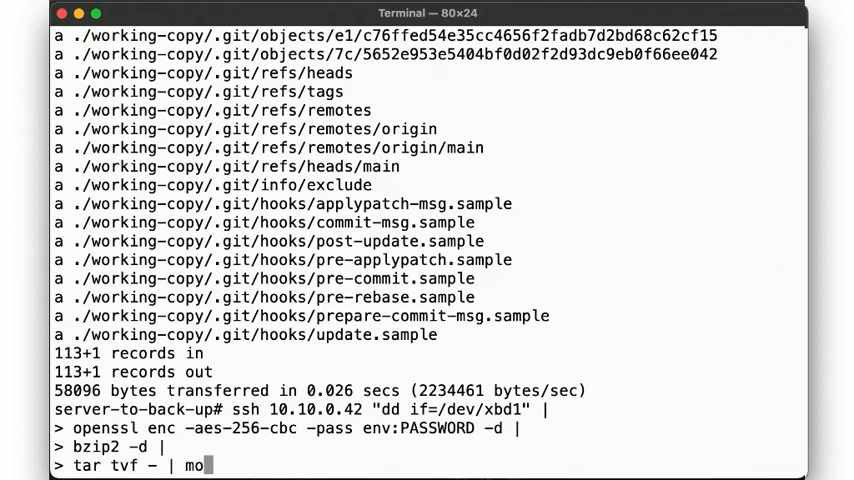 Terminal — 80×24
a ./working-copy/.git/objects/e1/c76ffed54e35cc4656f2fadb7d2bd68c62cf15
a ./working-copy/.git/objects/7c/5652e953e5404bf0d02f2d93dc9eb0f66ee042
a ./working-copy/.git/refs/heads
a ./working-copy/.git/refs/tags
a ./working-copy/.git/refs/remotes
a ./working-copy/.git/refs/remotes/origin
a ./working-copy/.git/refs/remotes/origin/main
a ./working-copy/.git/refs/heads/main
a ./working-copy/.git/info/exclude
a ./working-copy/.git/hooks/applypatch-msg.sample
a ./working-copy/.git/hooks/commit-msg.sample
a ./working-copy/.git/hooks/post-update.sample
a ./working-copy/.git/hooks/pre-applypatch.sample
a ./working-copy/.git/hooks/pre-commit.sample
a ./working-copy/.git/hooks/pre-rebase.sample
a ./working-copy/.git/hooks/prepare-commit-msg.sample
a ./working-copy/.git/hooks/update.sample
113+1 records in
113+1 records out
58096 bytes transferred in 0.026 secs (2234461 bytes/sec)
server-to-back-up# ssh 10.10.0.42 "dd if=/dev/xbd1" |
> openssl enc -aes-256-cbc -pass env:PASSWORD -d |
> bzip2 -d |
> tar tvf - | mo